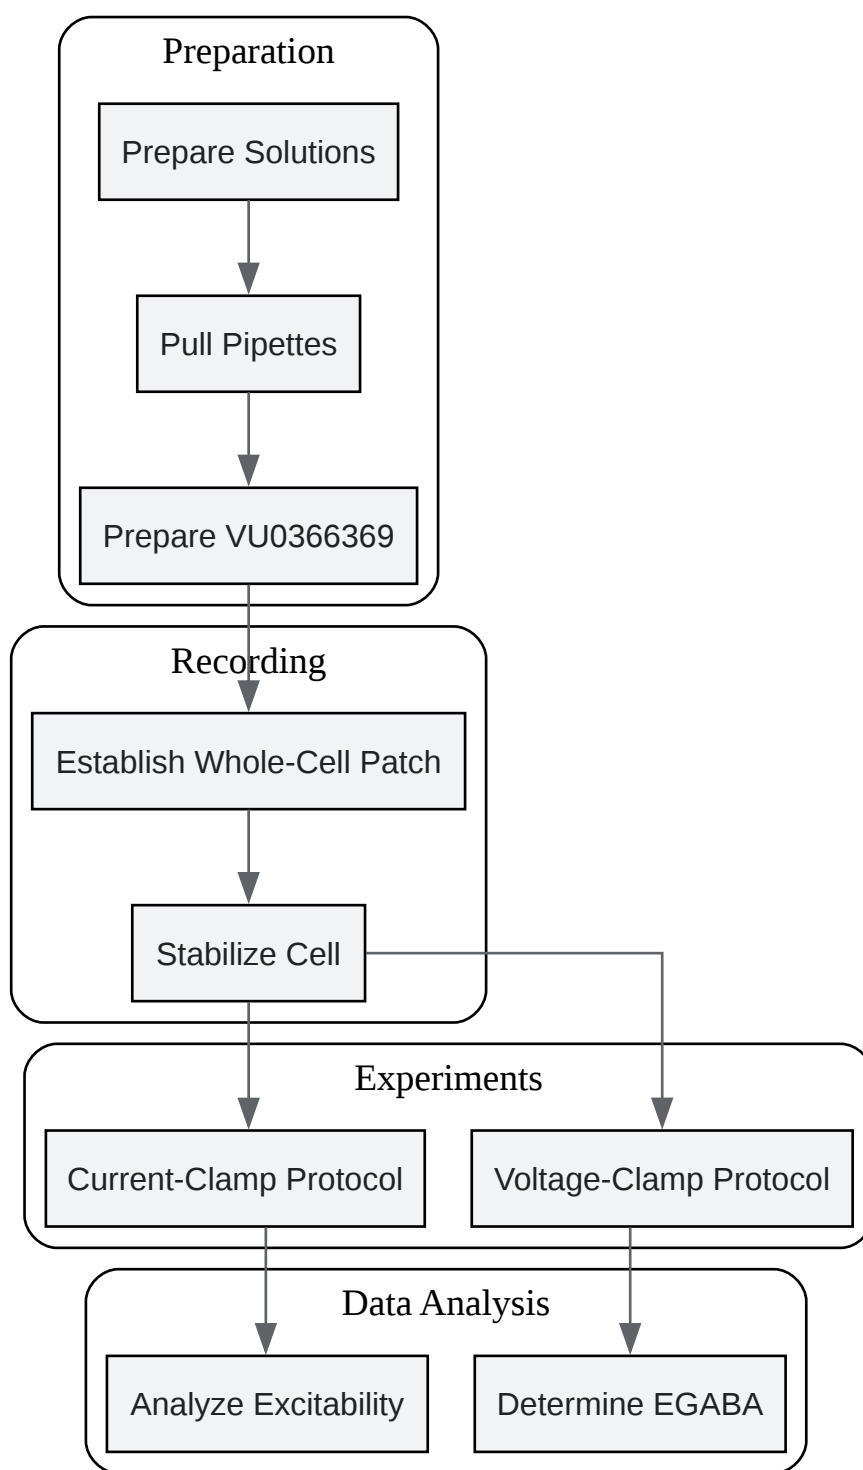 Preparation
Prepare Solutions
Pull Pipettes
Prepare VU0366369
Recording
Establish Whole-Cell Patch
Stabilize Cell
Experiments
Current-Clamp Protocol
Voltage-Clamp Protocol
Data Analysis
Analyze Excitability
Determine EGABA